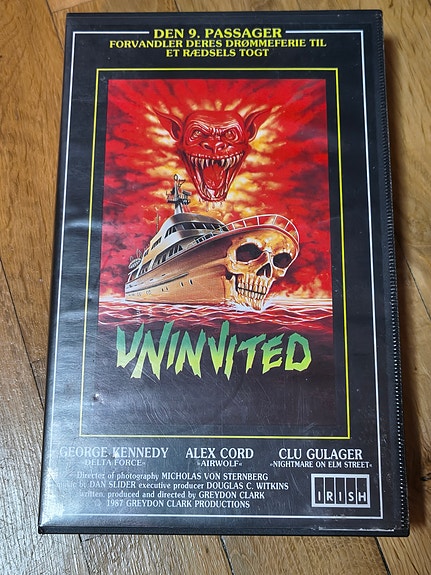 DEN 9. PASSAGER
FORVANDLER DERES DRØMMEFERIE TIL
ET RÆDSELS TOGT
UNINVITED
GEORGE KENNEDY ALEX CORD CLU GULAGER
»DELTA FORCE« »AIRWOLF« »NIGHTMARE ON ELM STREET«
Director of photography MICHOLAS VON STERNBERG
by DAN SLIDER executive producer DOUGLAS C. WITKINS
written, produced and directed by GREYDON CLARK
© 1987 GREYDON CLARK PRODUCTIONS
IRISH